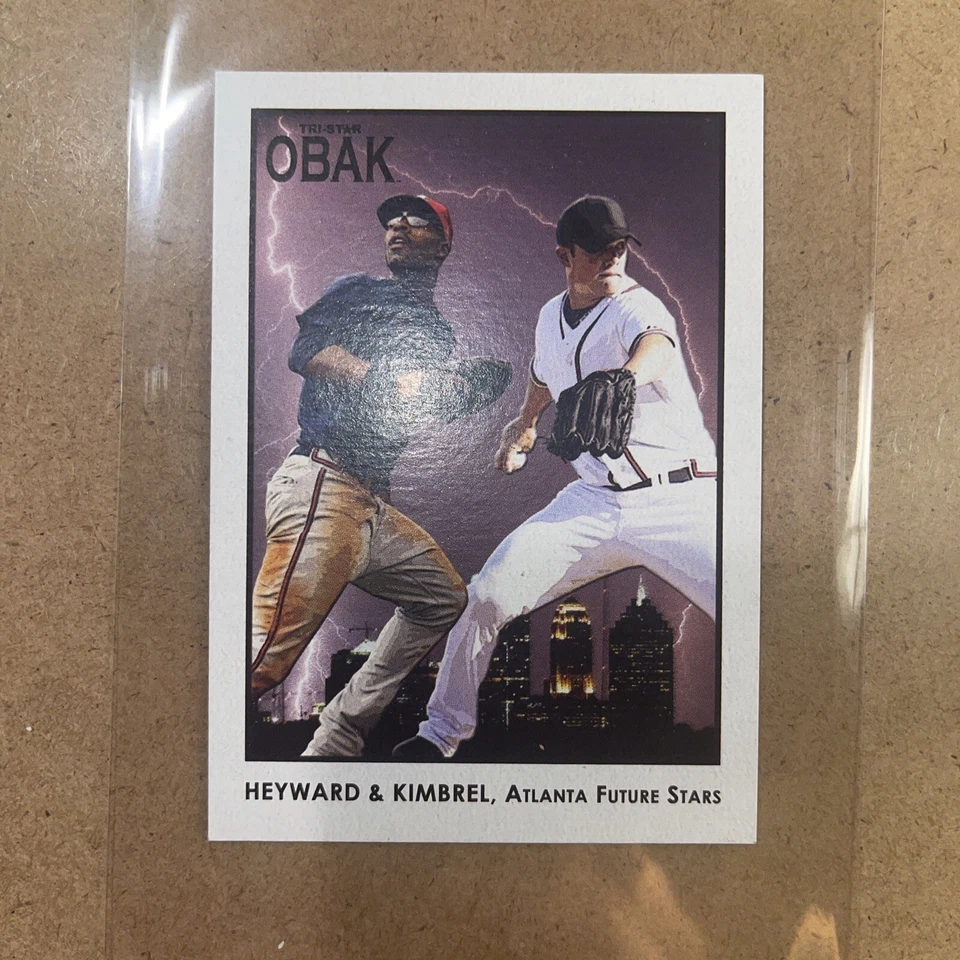 TRI-STAR
OBAK
HEYWARD & KIMBREL, ATLANTA FUTURE STARS